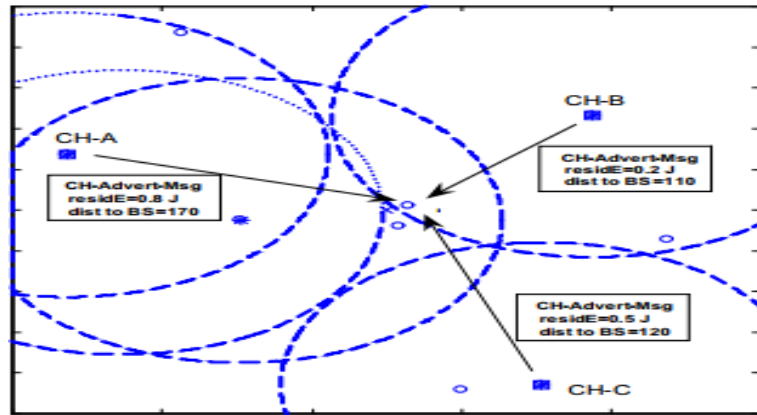 CH-B
CH-A
CH-Advert-Msg
residE=0.2 J
dist to BS=110
CH-Advert-Msg
residE=0.8 J
dist to BS=170
CH-Advert-Msg
residE=0.5 J
dist to BS=120
CH-C